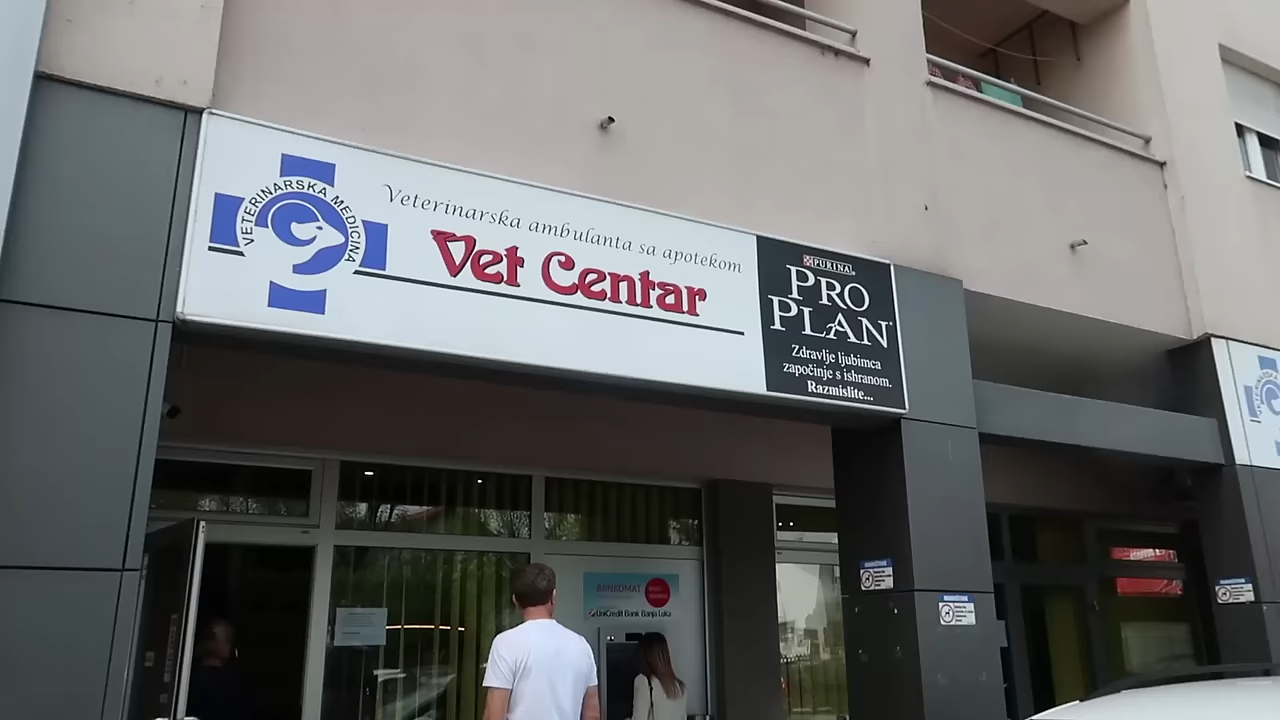 VETERINARSKA MEDICINA
Veterinarska ambulanta sa apotekom
Vet Centar
PURINA
PRO
PLAN
Zdravlje ljubimca
započinje s ishranom.
Razmislite...
BANKOMAT
UniCredit Bank Banja Luka